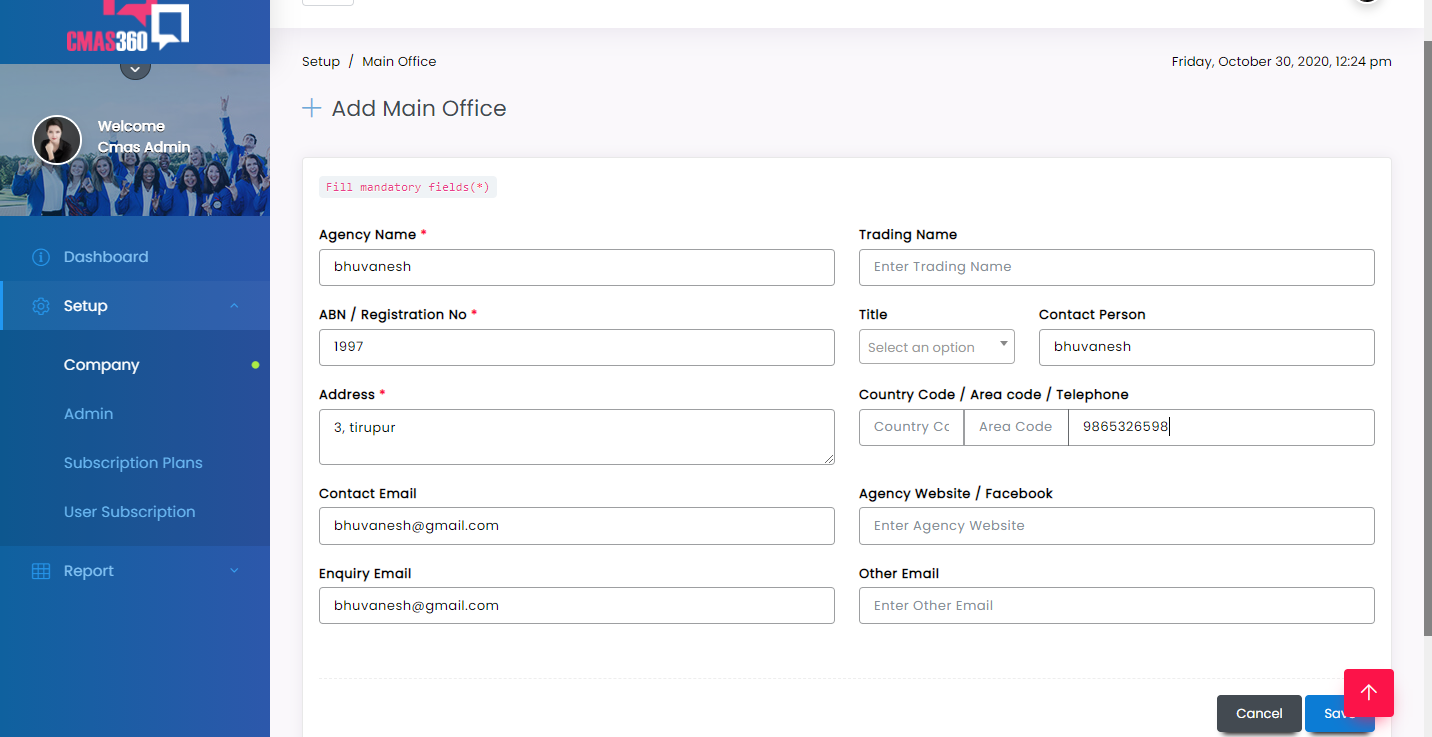 CMAS360
Welcome
Cmas Admin
Dashboard
Setup
Company
Admin
Subscription Plans
User Subscription
Report
Setup / Main Office
Friday, October 30, 2020, 12:24 pm
Add Main Office
Fill mandatory fields(*)
Agency Name *
bhuvanesh
Trading Name
Enter Trading Name
ABN / Registration No *
1997
Title
Select an option
Contact Person
bhuvanesh
Address *
3, tirupur
Country Code / Area code / Telephone
Country Co
Area Code
9865326598
Contact Email
bhuvanesh@gmail.com
Agency Website / Facebook
Enter Agency Website
Enquiry Email
bhuvanesh@gmail.com
Other Email
Enter Other Email
Cancel
Save